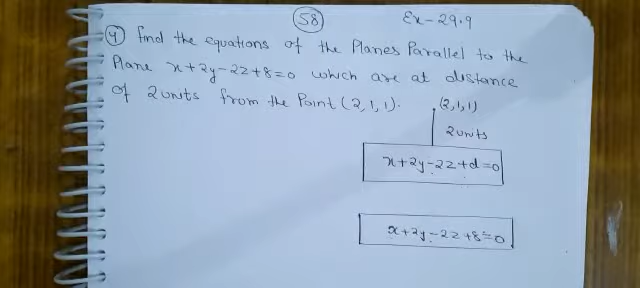 58
Ex-29.9
4 Find the equations of the Planes Parallel to the
Plane x+2y-2z+8=0 which are at distance
of 2units from the Point (2,1,1).
(2,1,1)
2units
x+2y-2z+d=0
x+2y-2z+8=0